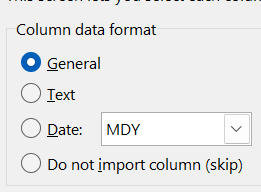 Column data format
General
Text
Date: MDY
Do not import column (skip)